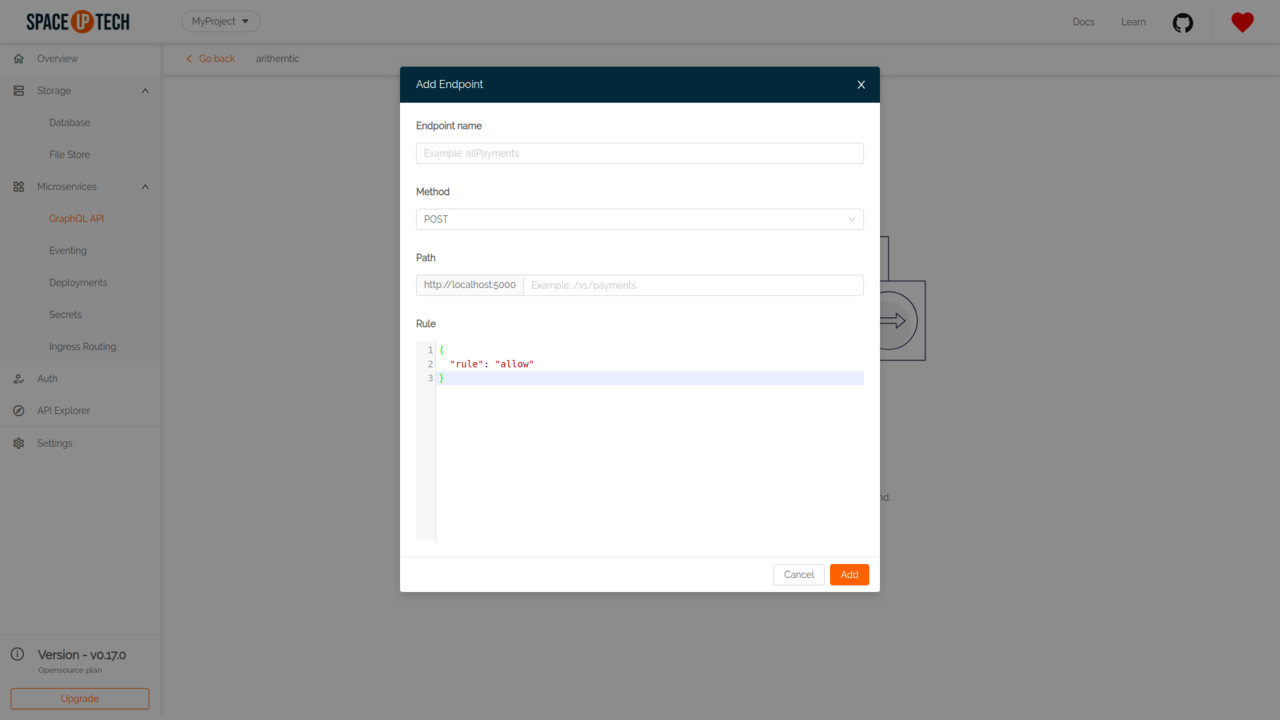 SPACE UP TECH
MyProject
Docs
Learn
Overview
Go back
arithemtic
Storage
Database
File Store
Microservices
GraphQL API
Eventing
Deployments
Secrets
Ingress Routing
Auth
API Explorer
Settings
Version - v0.17.0
Opensource plan
Upgrade
Add Endpoint
X
Endpoint name
Example: allPayments
Method
POST
Path
http://localhost:5000
Example: /v1/payments
Rule
1 {
2 "rule": "allow"
3 }
nd.
Cancel
Add